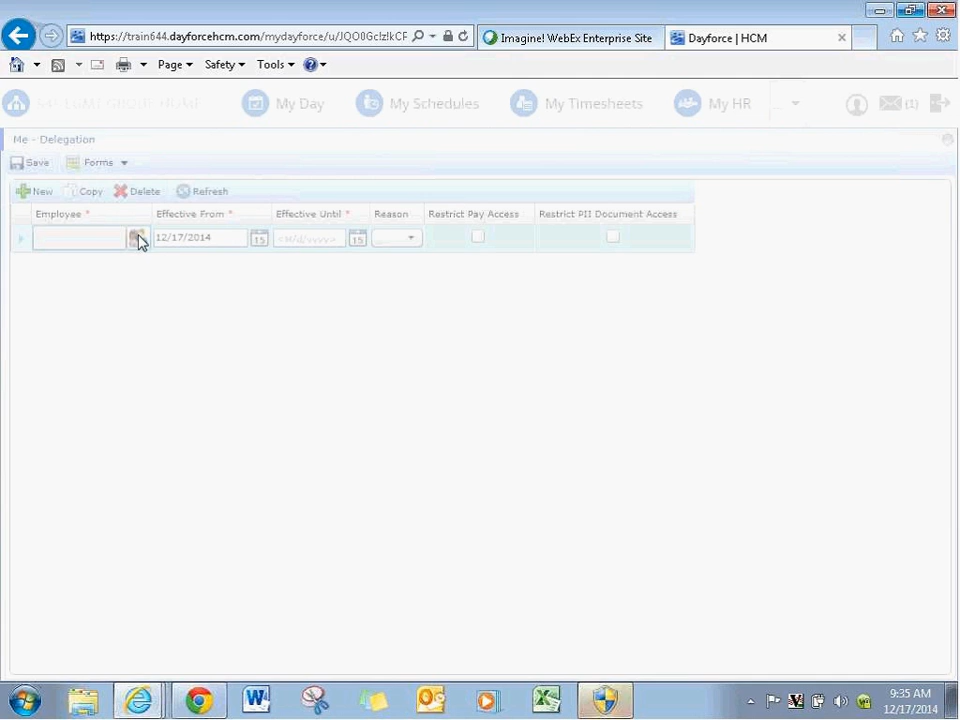 https://train644.dayforcehcm.com/mydayforce/u/
Imagine! WebEx Enterprise Site
Dayforce | HCM
Page
Safety
Tools
My Day
My Schedules
My Timesheets
My HR
(1)
Me - Delegation
Save
Forms
New
Copy
Delete
Refresh
Employee *
Effective From *
Effective Until *
Reason
Restrict Pay Access
Restrict PII Document Access
12/17/2014
15
<M/d/yyyy>
15
9:35 AM
12/17/2014